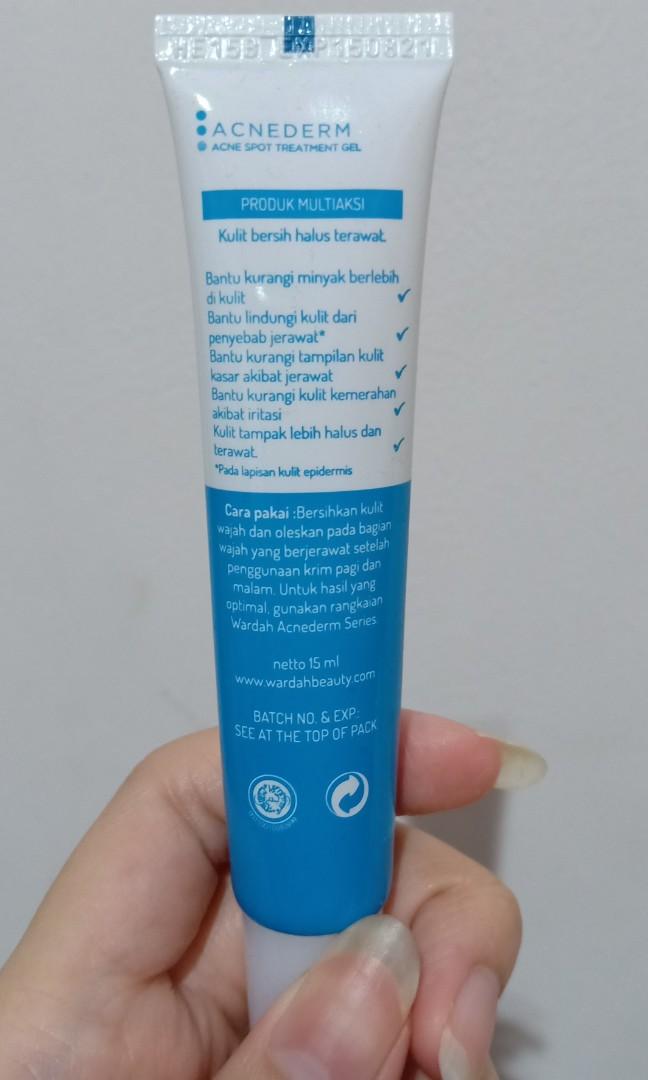 HE15B EXP150821
ACNEDERM
ACNE SPOT TREATMENT GEL
PRODUK MULTIAKSI
Kulit bersih halus terawat.
Bantu kurangi minyak berlebih
di kulit
Bantu lindungi kulit dari
penyebab jerawat*
Bantu kurangi tampilan kulit
kasar akibat jerawat
Bantu kurangi kulit kemerahan
akibat iritasi
Kulit tampak lebih halus dan
terawat.
*Pada lapisan kulit epidermis
Cara pakai :Bersihkan kulit
wajah dan oleskan pada bagian
wajah yang berjerawat setelah
penggunaan krim pagi dan
malam. Untuk hasil yang
optimal, gunakan rangkaian
Wardah Acnederm Series.
netto 15 ml
www.wardahbeauty.com
BATCH NO. & EXP.:
SEE AT THE TOP OF PACK